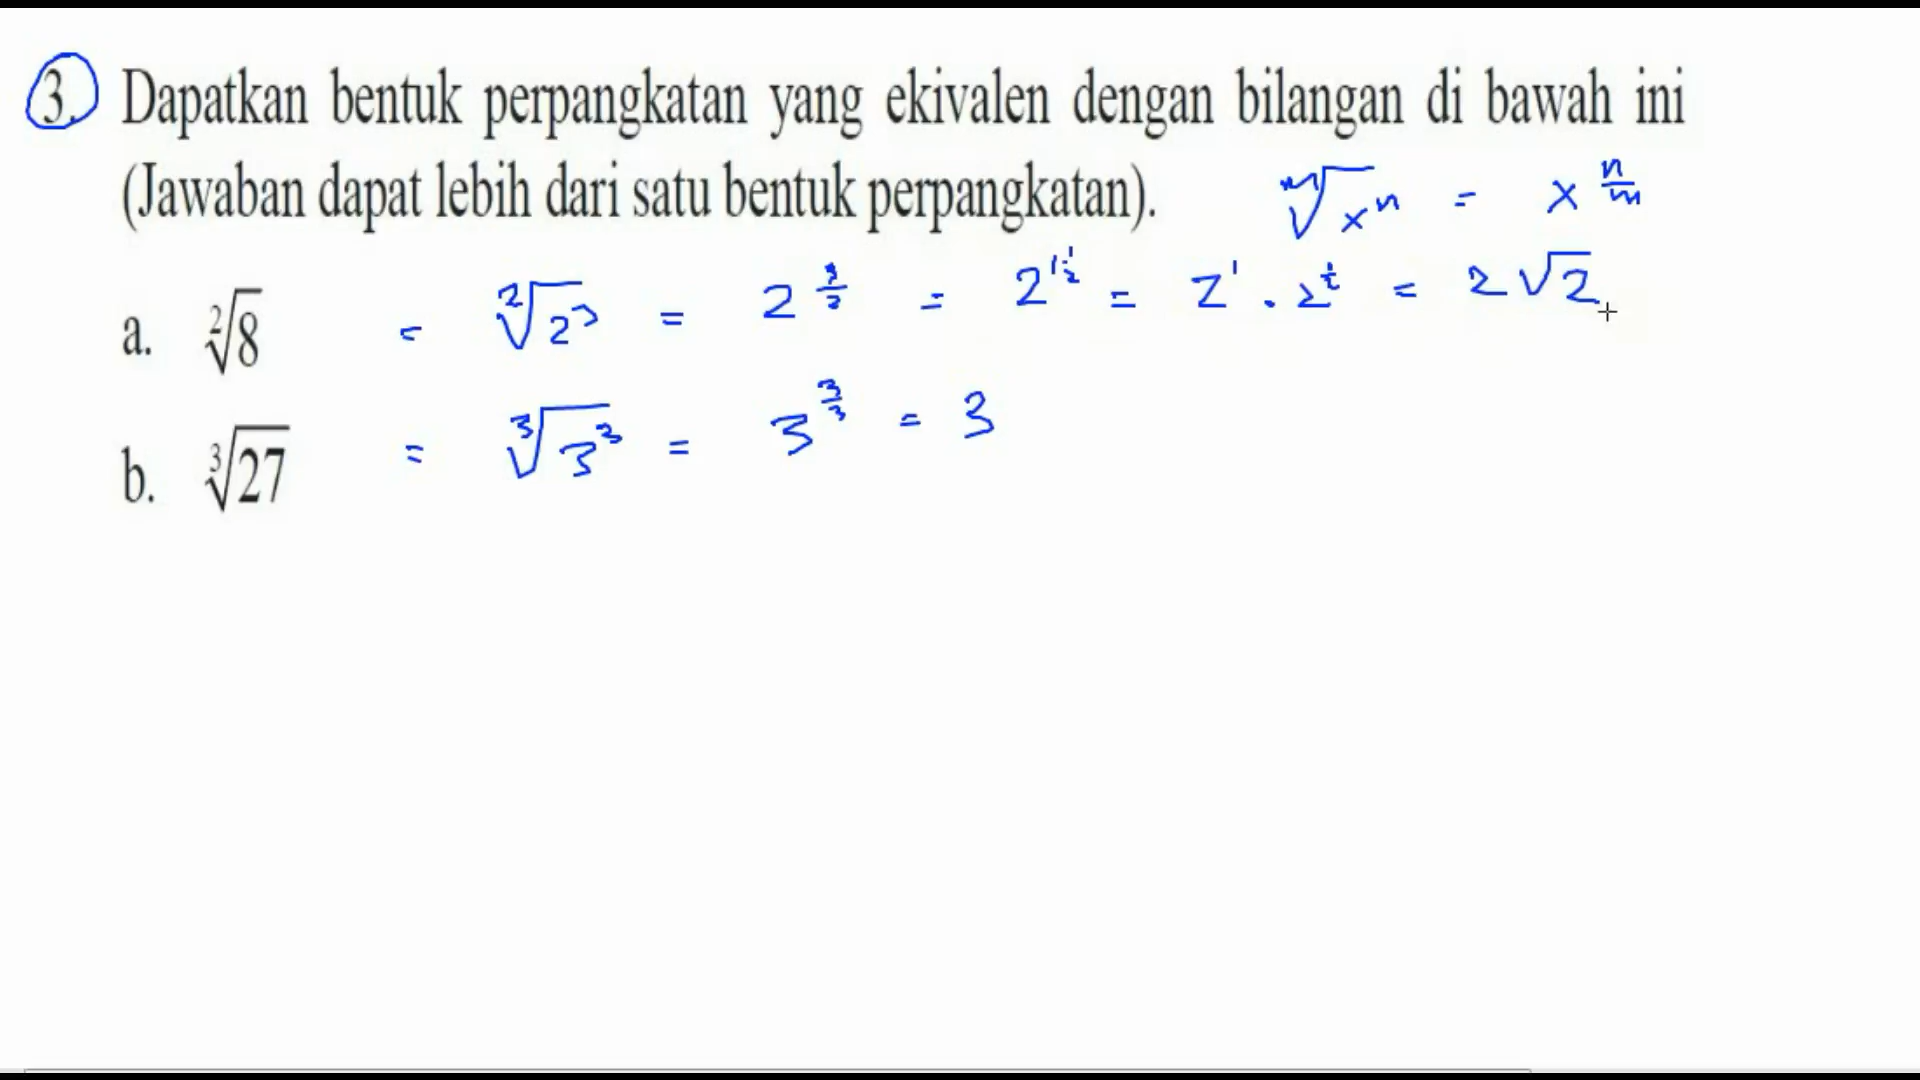 3. Dapatkan bentuk perpangkatan yang ekivalen dengan bilangan di bawah ini
(Jawaban dapat lebih dari satu bentuk perpangkatan). ᵐ√xⁿ = x^(n/m)
a. ²√8 = ²√2³ = 2^(3/2) = 2^(1 1/2) = 2¹ · 2^(1/2) = 2√2
b. ³√27 = ³√3³ = 3^(3/3) = 3